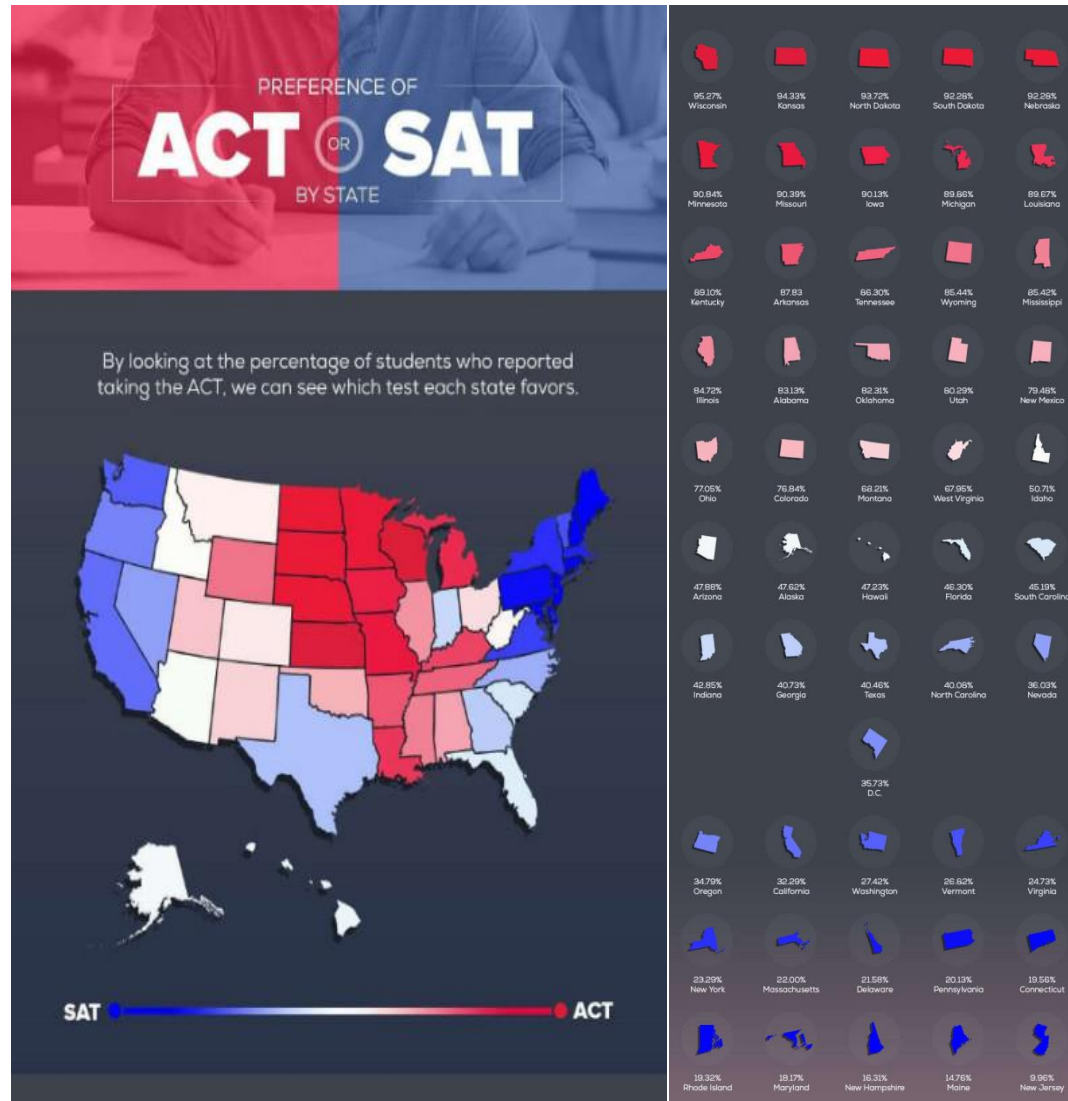 PREFERENCE OF
ACT OR SAT
BY STATE
By looking at the percentage of students who reported
taking the ACT, we can see which test each state favors.
SAT ACT
95.27% 94.33% 93.72% 92.28% 92.28%
Wisconsin Kansas North Dakota South Dakota Nebraska
90.84% 90.39% 90.13% 89.86% 89.67%
Minnesota Missouri Iowa Michigan Louisiana
89.10% 87.83 86.30% 85.44% 85.42%
Kentucky Arkansas Tennessee Wyoming Mississippi
84.72% 83.13% 82.31% 80.29% 79.48%
Illinois Alabama Oklahoma Utah New Mexico
77.05% 76.84% 68.21% 67.95% 50.71%
Ohio Colorado Montana West Virginia Idaho
47.88% 47.62% 47.23% 46.30% 45.19%
Arizona Alaska Hawaii Florida South Carolina
42.85% 40.73% 40.46% 40.08% 36.03%
Indiana Georgia Texas North Carolina Nevada
35.73%
D.C.
34.79% 32.29% 27.42% 26.82% 24.73%
Oregon California Washington Vermont Virginia
23.29% 22.00% 21.58% 20.13% 19.56%
New York Massachusetts Delaware Pennsylvania Connecticut
19.32% 18.17% 16.31% 14.76% 9.96%
Rhode Island Maryland New Hampshire Maine New Jersey